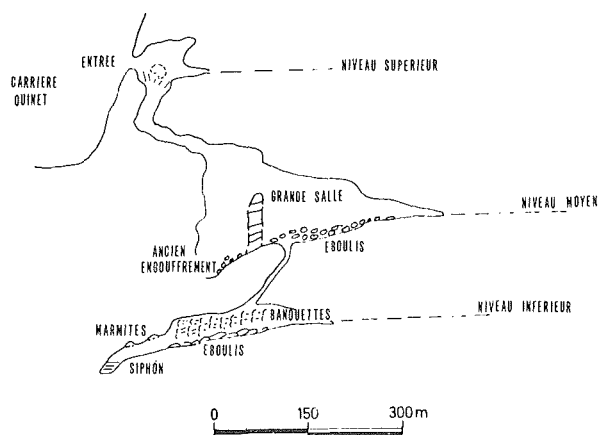 ENTREE
NIVEAU SUPERIEUR
CARRIERE
QUINET
GRANDE SALLE
NIVEAU MOYEN
EBOULIS
ANCIEN
ENGOUFFREMENT
BANQUETTES
NIVEAU INFERIEUR
MARMITES
EBOULIS
SIPHON
0 150 300m